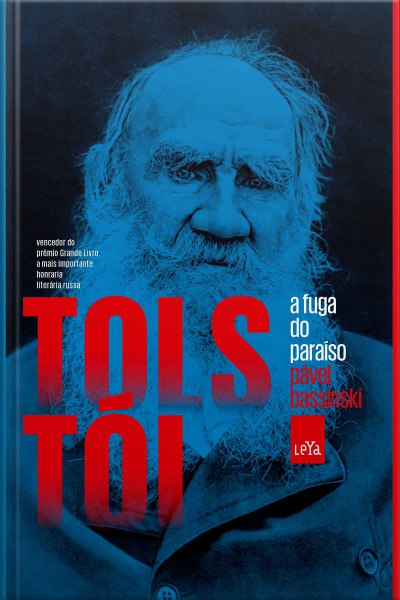 vencedor do
prêmio Grande Livro,
a mais importante
honraria
literária russa
TOLS
TÓI
a fuga
do
paraíso
pável
bassínski
LeYa